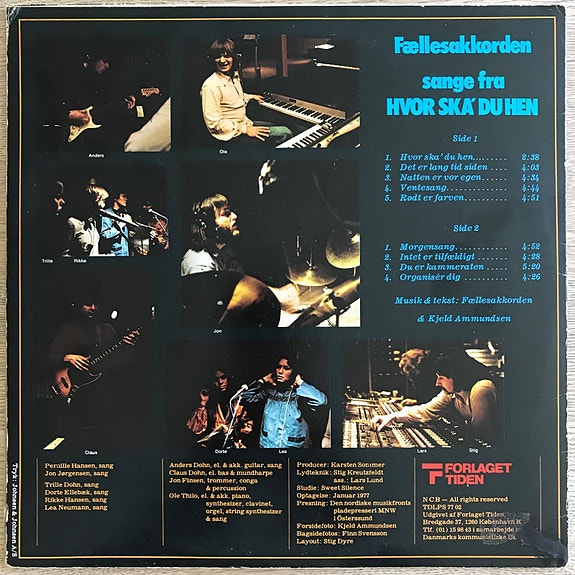 Fællesakkorden
sange fra
HVOR SKA' DU HEN
Side 1
1. Hvor ska' du hen........ 2:38
2. Det er lang tid siden .... 4:03
3. Natten er vor egen....... 4:34
4. Ventesang............. 4:44
5. Rødt er farven.......... 4:51
Side 2
1. Morgensang............ 4:52
2. Intet er tilfældigt ...... 4:28
3. Du er kammeraten ...... 5:20
4. Organisér dig .......... 4:26
Musik & tekst: Fællesakkorden
& Kjeld Ammundsen
Anders
Ole
Trille Rikke
Jon
Claus
Dorte Lea
Lars Stig
Pernille Hansen, sang
Jon Jørgensen, sang
Trille Dohn, sang
Dorte Ellebæk, sang
Rikke Hansen, sang
Lea Neumann, sang
Anders Dohn, el. & akk. guitar, sang
Claus Dohn, el. bas & mundharpe
Jon Finsen, trommer, conga
& percussion
Ole Thilo, el. & akk. piano,
synthesizer, clavinet,
orgel, string synthesizer
& sang
Producer: Karsten Sommer
Lydteknik: Stig Kreutzfeldt
ass.: Lars Lund
Studie: Sweet Silence
Optagelse: Januar 1977
Presning: Den nordiske musikfronts
pladepresseri MNW
i Östersund
Forsidefoto: Kjeld Ammundsen
Bagsidefotos: Finn Svensson
Layout: Stig Dyre
FORLAGET
TIDEN
NCB — All rights reserved
TDLPS 77 02
Udgivet af Forlaget Tiden,
Bredgade 37, 1260 København K
Tlf. (01) 15 98 43 i samarbejde
Danmarks kommunistiske
Tryk: Johnsen & Johnsen A/S